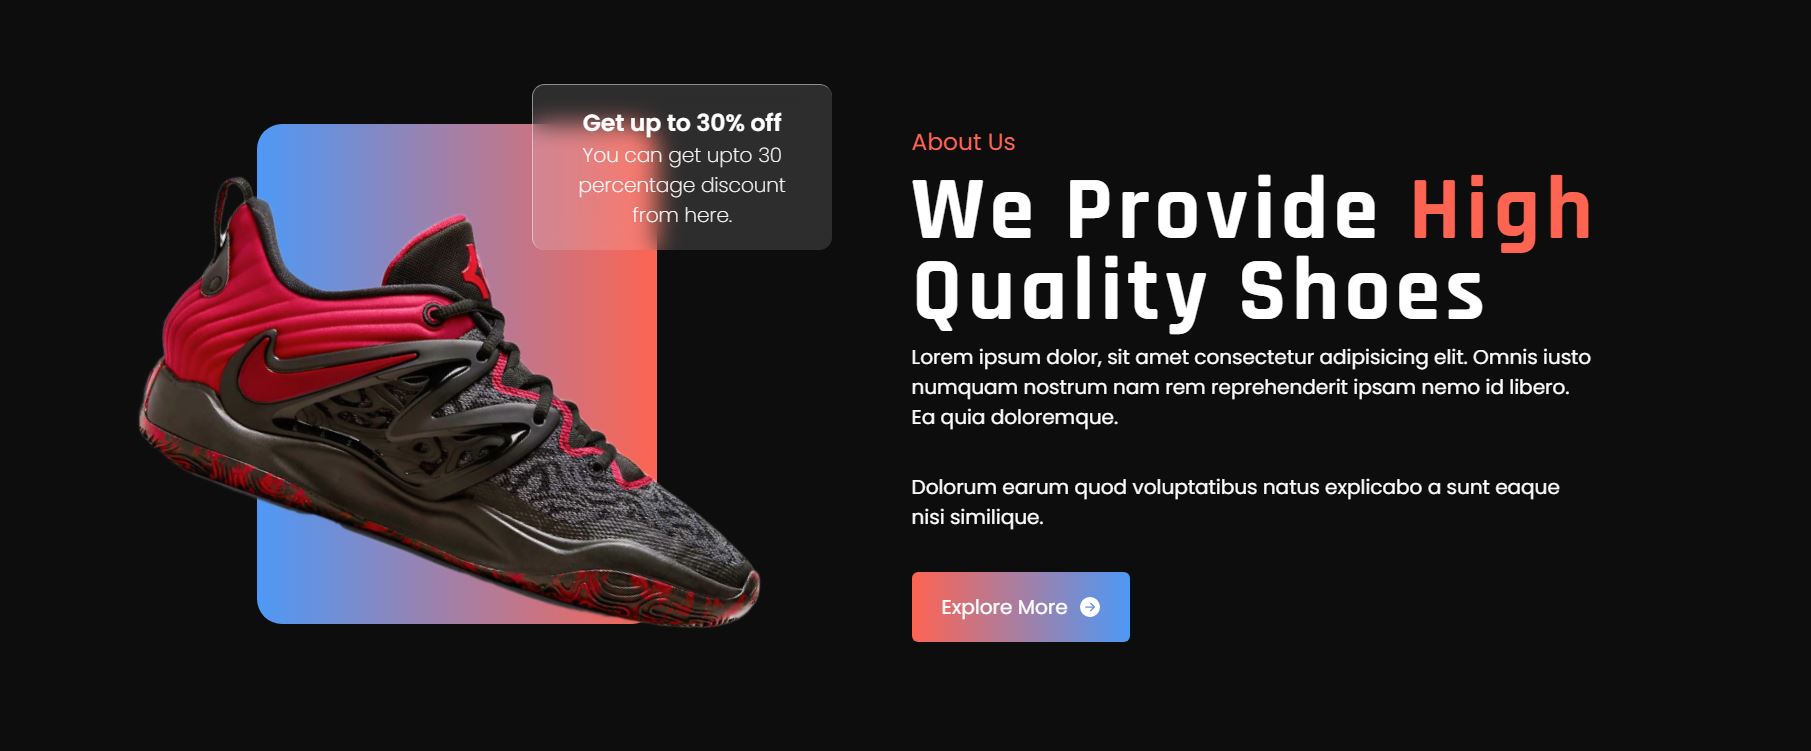 Get up to 30% off
You can get upto 30
percentage discount
from here.
About Us
We Provide High
Quality Shoes
Lorem ipsum dolor, sit amet consectetur adipisicing elit. Omnis iusto
numquam nostrum nam rem reprehenderit ipsam nemo id libero.
Ea quia doloremque.
Dolorum earum quod voluptatibus natus explicabo a sunt eaque
nisi similique.
Explore More